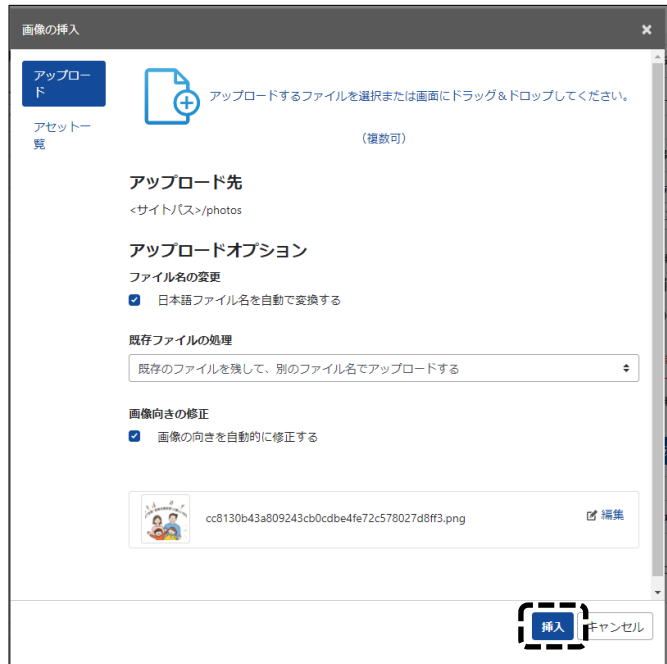 画像の挿入
アップロー
ド
アセット一
覧
アップロードするファイルを選択または画面にドラッグ&ドロップしてください。
（複数可）
アップロード先
<サイトパス>/photos
アップロードオプション
ファイル名の変更
日本語ファイル名を自動で変換する
既存ファイルの処理
既存のファイルを残して、別のファイル名でアップロードする
画像向きの修正
画像の向きを自動的に修正する
cc8130b43a809243cb0cdbe4fe72c578027d8ff3.png
編集
挿入
キャンセル